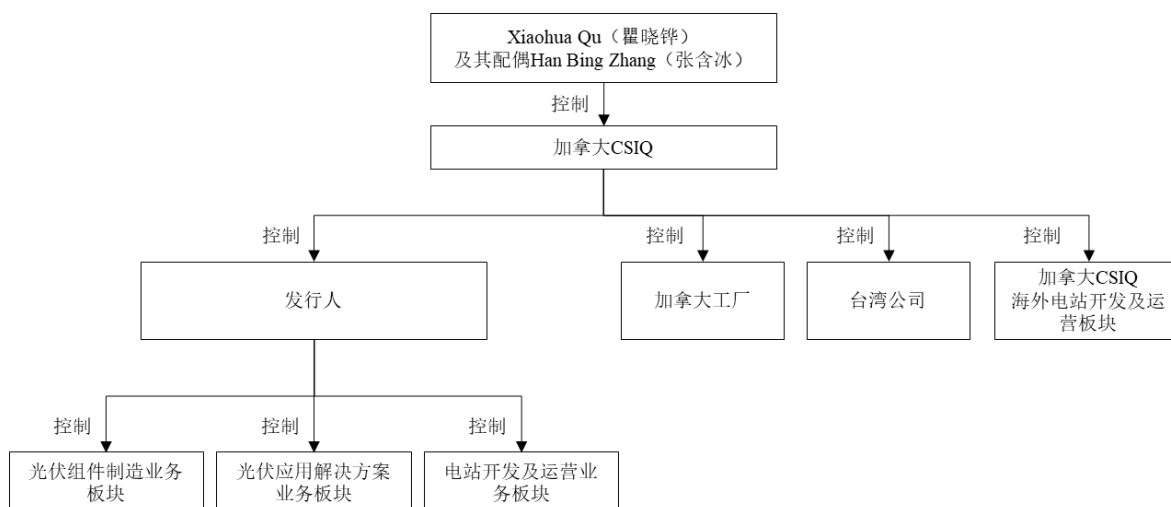 Xiaohua Qu（瞿晓铧）
及其配偶Han Bing Zhang（张含冰）
控制
加拿大CSIQ
控制
控制
控制
控制
发行人
加拿大工厂
台湾公司
加拿大CSIQ
海外电站开发及运
营板块
控制
控制
控制
光伏组件制造业务
板块
光伏应用解决方案
业务板块
电站开发及运营业
务板块